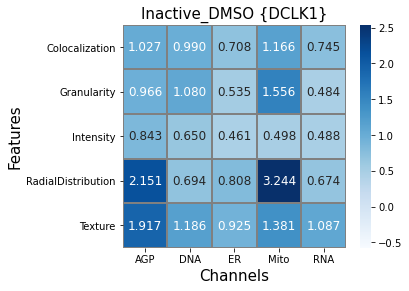 Inactive_DMSO {DCLK1}
Features
Colocalization 1.027 0.990 0.708 1.166 0.745
Granularity 0.966 1.080 0.535 1.556 0.484
Intensity 0.843 0.650 0.461 0.498 0.488
RadialDistribution 2.151 0.694 0.808 3.244 0.674
Texture 1.917 1.186 0.925 1.381 1.087
AGP DNA ER Mito RNA
Channels
2.5
2.0
1.5
1.0
0.5
0.0
-0.5